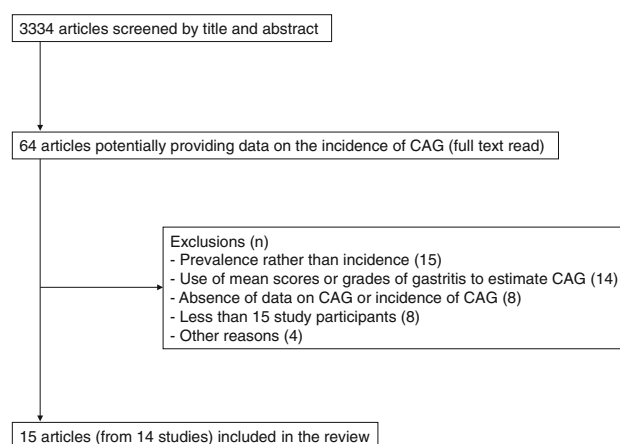 3334 articles screened by title and abstract
64 articles potentially providing data on the incidence of CAG (full text read)
Exclusions (n)
- Prevalence rather than incidence (15)
- Use of mean scores or grades of gastritis to estimate CAG (14)
- Absence of data on CAG or incidence of CAG (8)
- Less than 15 study participants (8)
- Other reasons (4)
15 articles (from 14 studies) included in the review